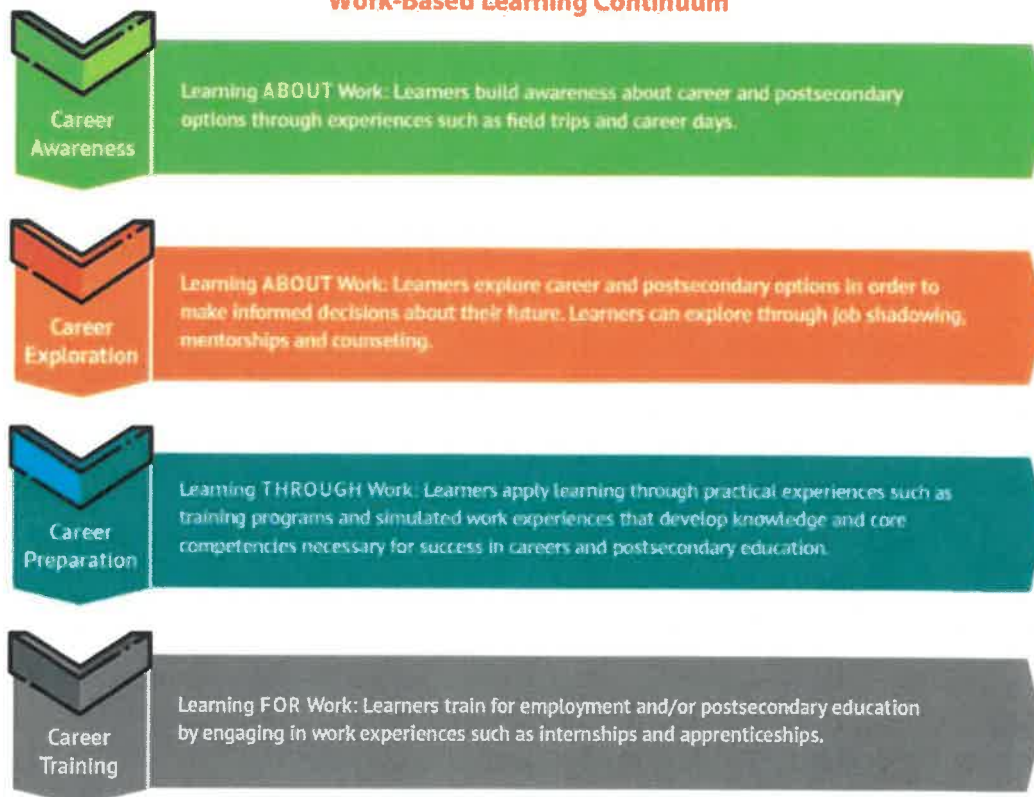 Work-Based Learning Continuum
Career
Awareness
Learning ABOUT Work: Learners build awareness about career and postsecondary
options through experiences such as field trips and career days.
Career
Exploration
Learning ABOUT Work: Learners explore career and postsecondary options in order to
make informed decisions about their future. Learners can explore through job shadowing,
mentorships and counseling.
Career
Preparation
Learning THROUGH Work: Learners apply learning through practical experiences such as
training programs and simulated work experiences that develop knowledge and core
competencies necessary for success in careers and postsecondary education.
Career
Training
Learning FOR Work: Learners train for employment and/or postsecondary education
by engaging in work experiences such as internships and apprenticeships.